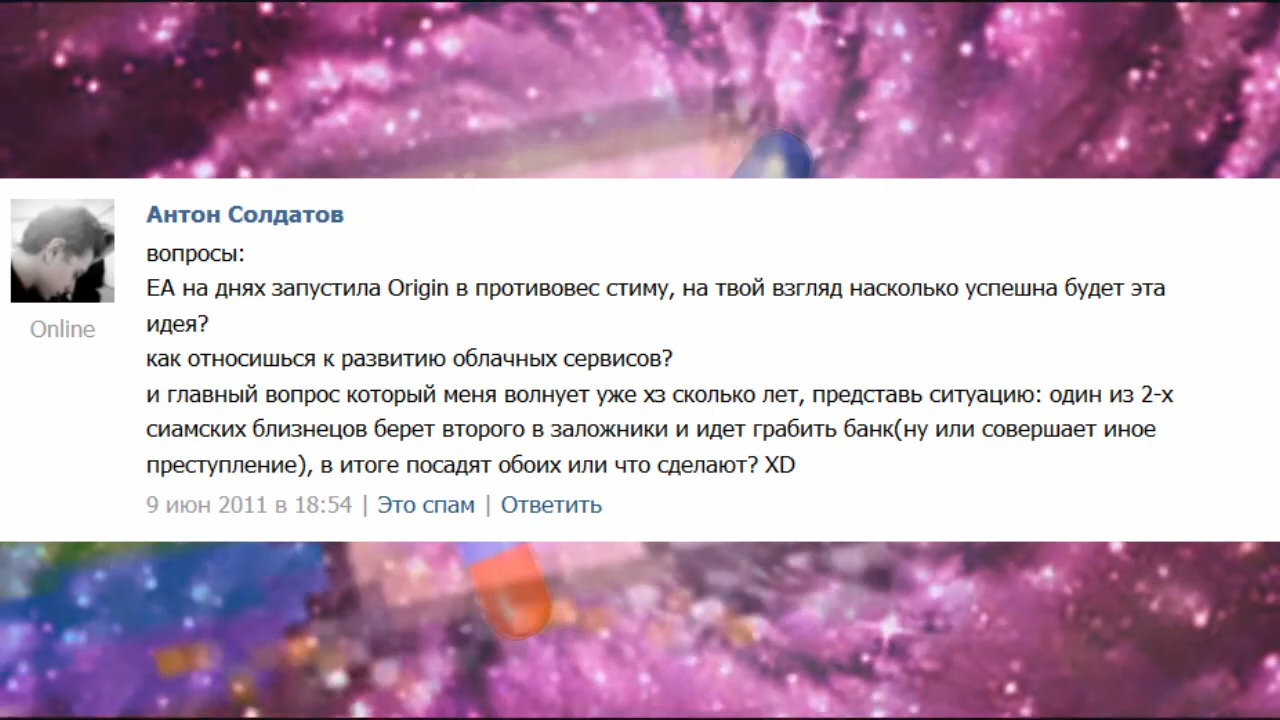 Антон Солдатов
вопросы:
ЕА на днях запустила Origin в противовес стиму, на твой взгляд насколько успешна будет эта
идея?
как относишься к развитию облачных сервисов?
и главный вопрос который меня волнует уже хз сколько лет, представь ситуацию: один из 2-х
сиамских близнецов берет второго в заложники и идет грабить банк(ну или совершает иное
преступление), в итоге посадят обоих или что сделают? XD
Online
9 июн 2011 в 18:54 | Это спам | Ответить